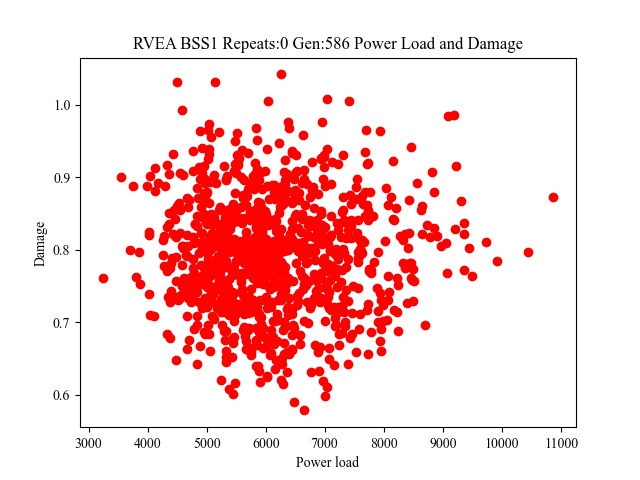 RVEA BSS1 Repeats:0 Gen:586 Power Load and Damage
1.0
0.9
0.8
0.7
0.6
Damage
3000 4000 5000 6000 7000 8000 9000 10000 11000
Power load